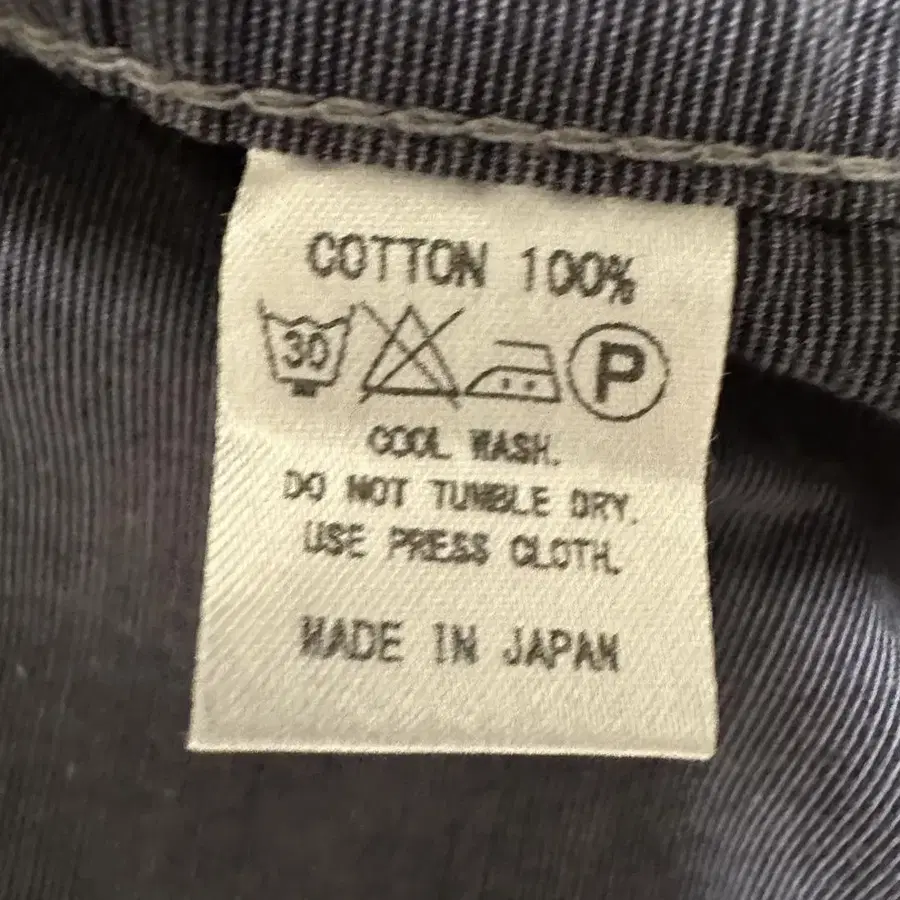 COTTON 100%
30 P
COOL WASH.
DO NOT TUMBLE DRY.
USE PRESS CLOTH.
MADE IN JAPAN